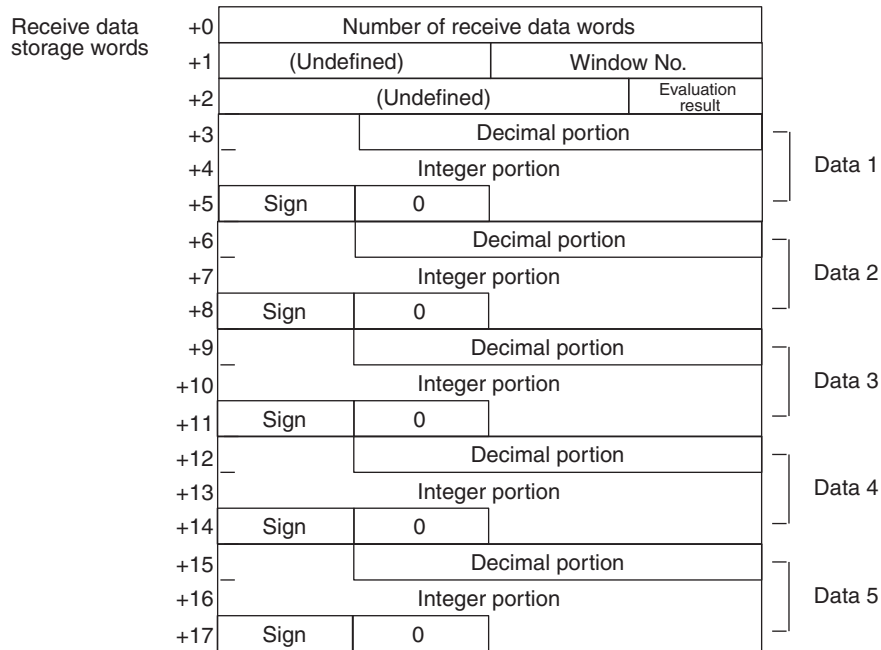 Receive data storage words
+0 Number of receive data words
+1 (Undefined) Window No.
+2 (Undefined) Evaluation result
+3 Decimal portion
+4 Integer portion Data 1
+5 Sign 0
+6 Decimal portion
+7 Integer portion Data 2
+8 Sign 0
+9 Decimal portion
+10 Integer portion Data 3
+11 Sign 0
+12 Decimal portion
+13 Integer portion Data 4
+14 Sign 0
+15 Decimal portion
+16 Integer portion Data 5
+17 Sign 0